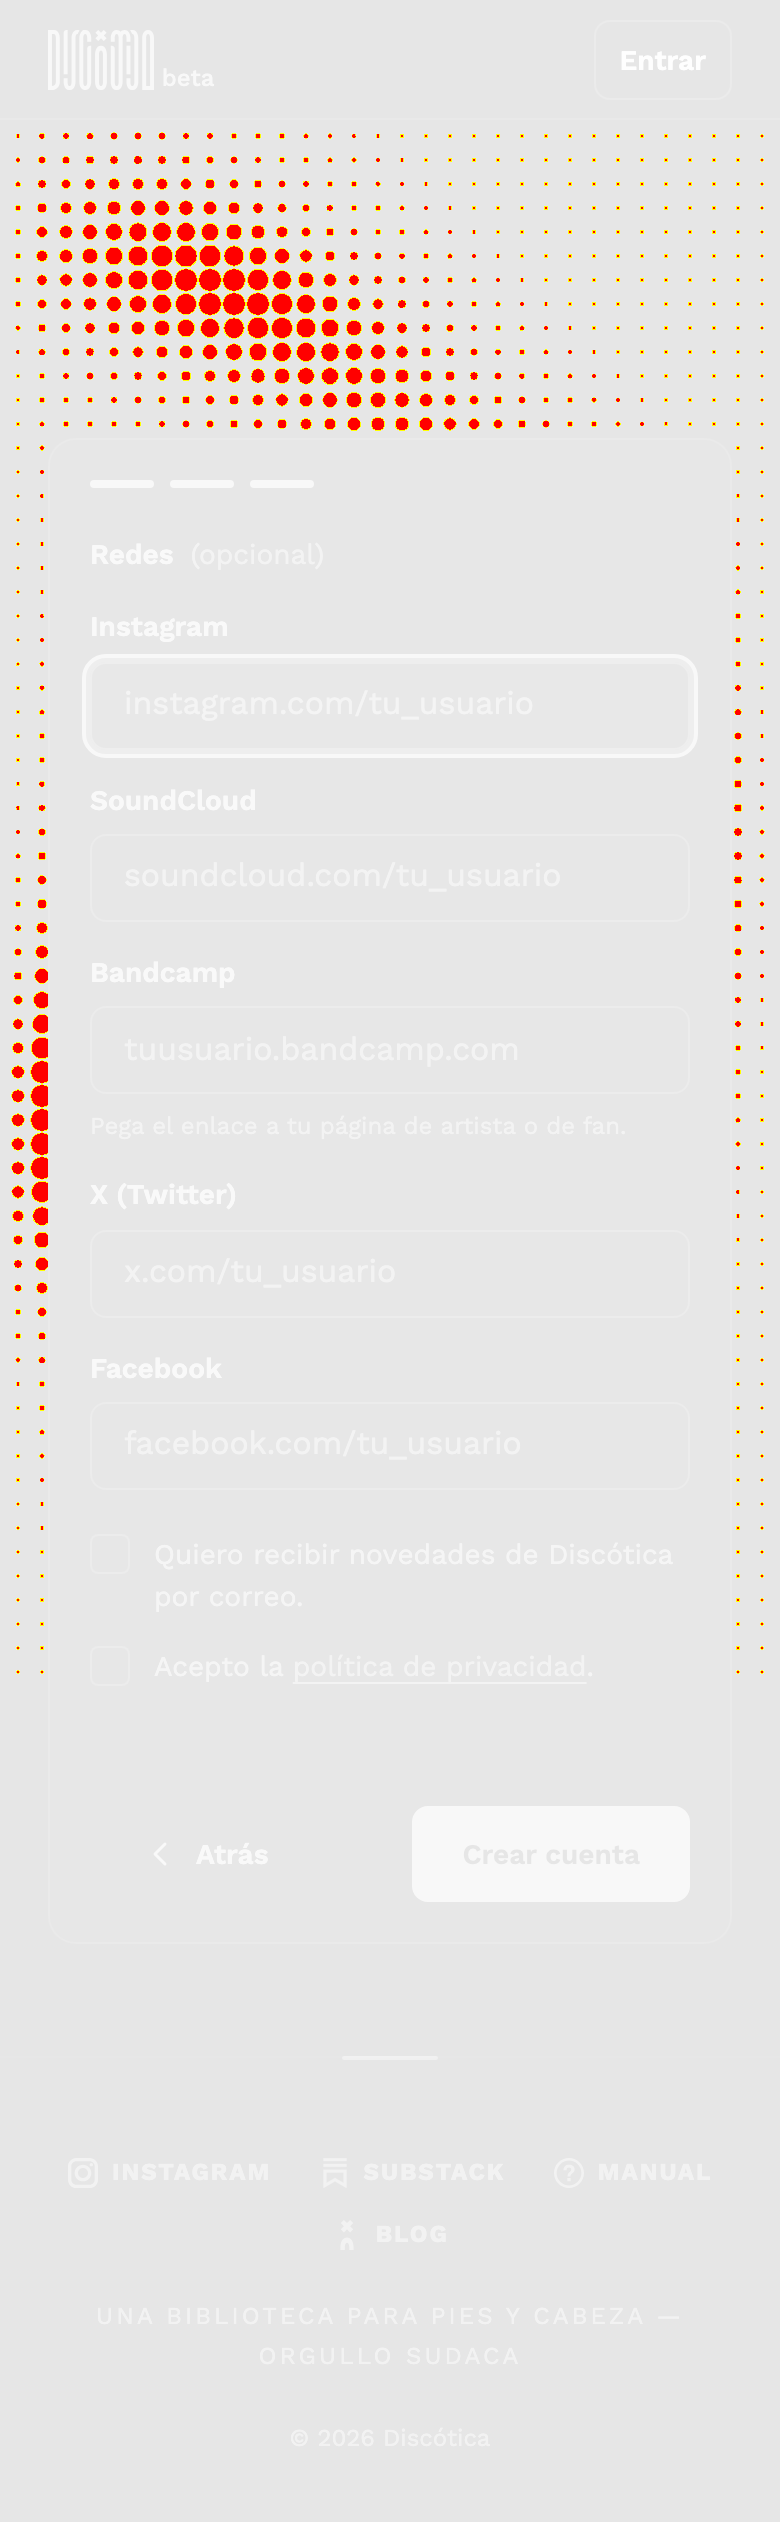 beta
Entrar
Redes (opcional)
Instagram
instagram.com/tu_usuario
SoundCloud
soundcloud.com/tu_usuario
Bandcamp
tuusuario.bandcamp.com
Pega el enlace a tu página de artista o de fan.
X (Twitter)
x.com/tu_usuario
Facebook
facebook.com/tu_usuario
Quiero recibir novedades de Discótica
por correo.
Acepto la política de privacidad.
Atrás
Crear cuenta
INSTAGRAM
SUBSTACK
MANUAL
BLOG
UNA BIBLIOTECA PARA PIES Y CABEZA —
ORGULLO SUDACA
© 2026 Discótica